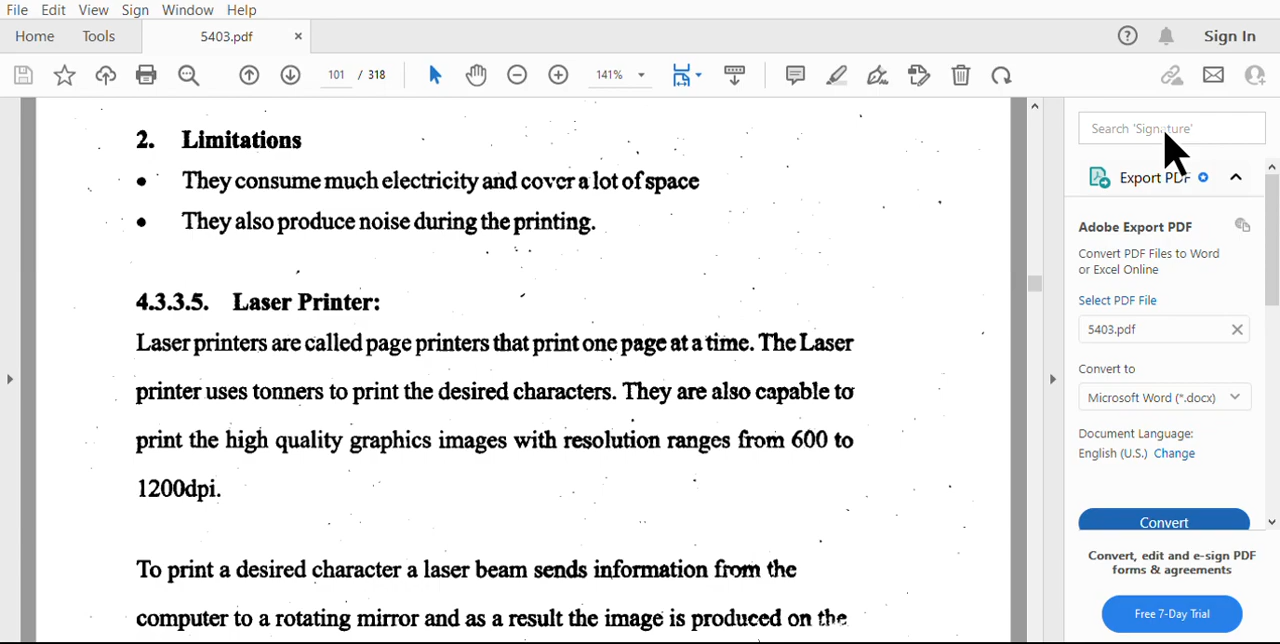 File Edit View Sign Window Help
Home Tools 5403.pdf × Sign In
101 / 318 141%
2. Limitations
• They consume much electricity and cover a lot of space
• They also produce noise during the printing.
4.3.3.5. Laser Printer:
Laser printers are called page printers that print one page at a time. The Laser
printer uses tonners to print the desired characters. They are also capable to
print the high quality graphics images with resolution ranges from 600 to
1200dpi.
To print a desired character a laser beam sends information from the
computer to a rotating mirror and as a result the image is produced on the
Search 'Signature'
Export PDF
Adobe Export PDF
Convert PDF Files to Word
or Excel Online
Select PDF File
5403.pdf
Convert to
Microsoft Word (*.docx)
Document Language:
English (U.S.) Change
Convert
Convert, edit and e-sign PDF
forms & agreements
Free 7-Day Trial